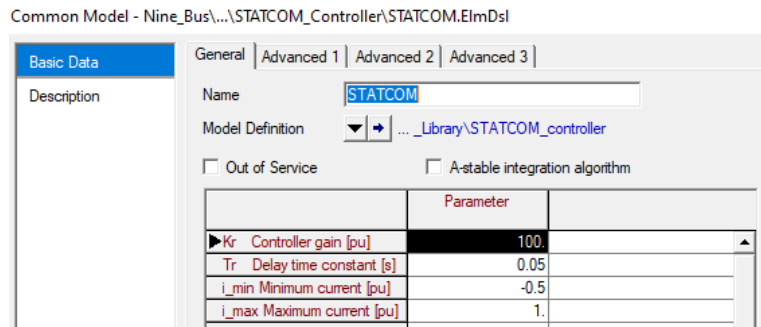 Common Model - Nine_Bus\...\STATCOM_Controller\STATCOM.ElmDsl
Basic Data
Description
General Advanced 1 Advanced 2 Advanced 3
Name STATCOM
Model Definition ... _Library\STATCOM_controller
Out of Service A-stable integration algorithm
Parameter
Kr Controller gain [pu] 100.
Tr Delay time constant [s] 0.05
i_min Minimum current [pu] -0.5
i_max Maximum current [pu] 1.